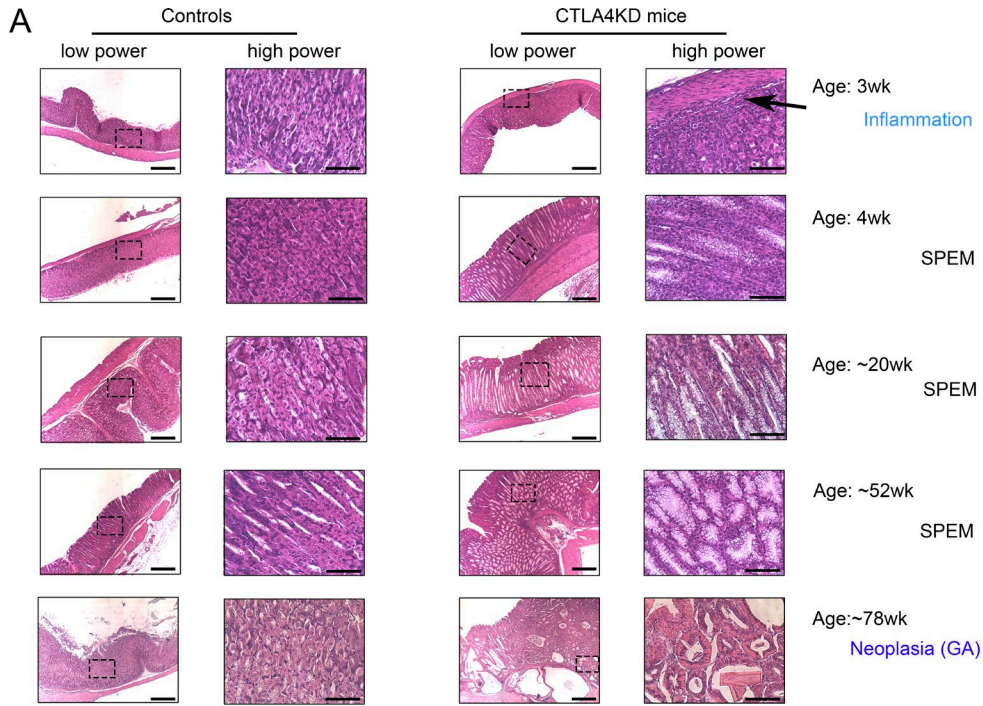 A
Controls
CTLA4KD mice
low power
high power
low power
high power
Age: 3wk
Inflammation
Age: 4wk
SPEM
Age: ~20wk
SPEM
Age: ~52wk
SPEM
Age:~78wk
Neoplasia (GA)